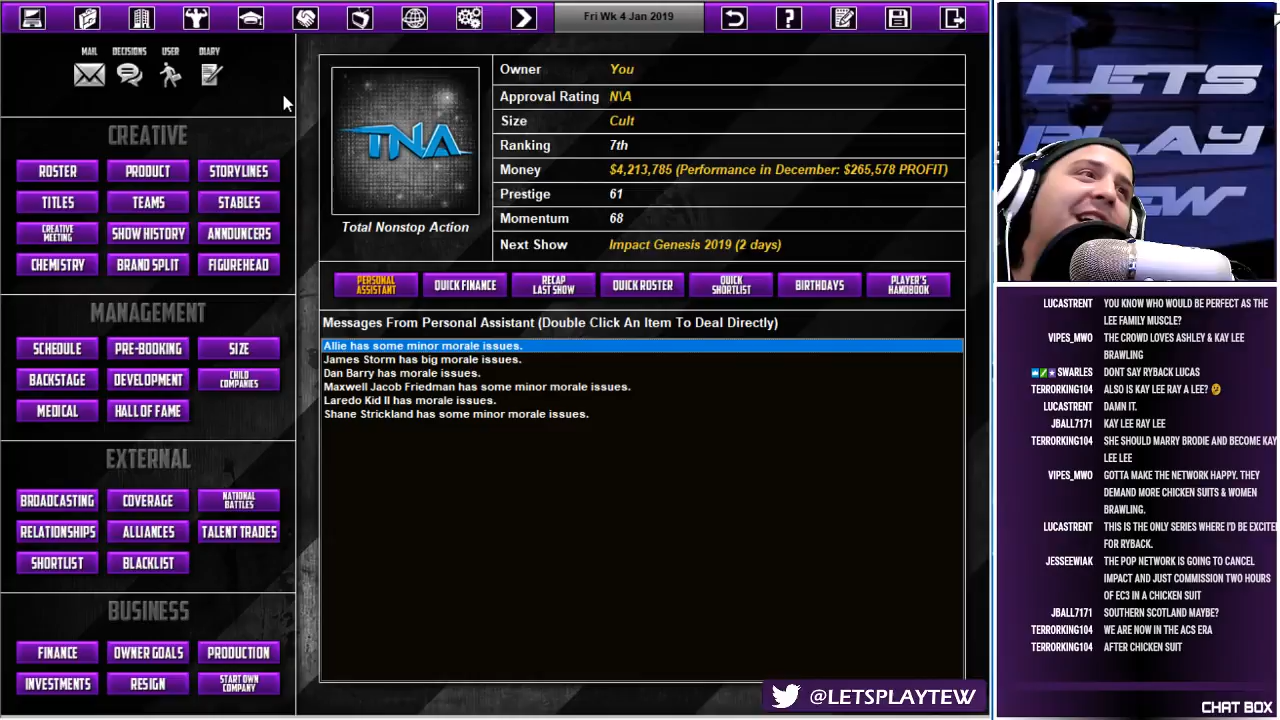 Fri Wk 4 Jan 2019
MAIL DECISIONS USER DIARY
CREATIVE
ROSTER PRODUCT STORYLINES
TITLES TEAMS STABLES
CREATIVE MEETING SHOW HISTORY ANNOUNCERS
CHEMISTRY BRAND SPLIT FIGUREHEAD
MANAGEMENT
SCHEDULE PRE-BOOKING SIZE
BACKSTAGE DEVELOPMENT CHILD COMPANIES
MEDICAL HALL OF FAME
EXTERNAL
BROADCASTING COVERAGE NATIONAL BATTLES
RELATIONSHIPS ALLIANCES TALENT TRADES
SHORTLIST BLACKLIST
BUSINESS
FINANCE OWNER GOALS PRODUCTION
INVESTMENTS RESIGN START OWN COMPANY
TNA
Total Nonstop Action
Owner You
Approval Rating N\A
Size Cult
Ranking 7th
Money $4,213,785 (Performance in December: $265,578 PROFIT)
Prestige 61
Momentum 68
Next Show Impact Genesis 2019 (2 days)
PERSONAL ASSISTANT QUICK FINANCE RECAP LAST SHOW QUICK ROSTER QUICK SHORTLIST BIRTHDAYS PLAYER'S HANDBOOK
Messages From Personal Assistant (Double Click An Item To Deal Directly)
Allie has some minor morale issues.
James Storm has big morale issues.
Dan Barry has morale issues.
Maxwell Jacob Friedman has some minor morale issues.
Laredo Kid II has morale issues.
Shane Strickland has some minor morale issues.
@LETSPLAYTEW
LETS
PLAY
EW
LUCASTRENT YOU KNOW WHO WOULD BE PERFECT AS THE
LEE FAMILY MUSCLE?
VIPES_MWO THE CROWD LOVES ASHLEY & KAY LEE
BRAWLING
SWARLES DONT SAY RYBACK LUCAS
TERRORKING104 ALSO IS KAY LEE RAY A LEE? 🤔
LUCASTRENT DAMN IT.
JBALL7171 KAY LEE RAY LEE
TERRORKING104 SHE SHOULD MARRY BRODIE AND BECOME KAY
LEE LEE
VIPES_MWO GOTTA MAKE THE NETWORK HAPPY. THEY
DEMAND MORE CHICKEN SUITS & WOMEN
BRAWLING.
LUCASTRENT THIS IS THE ONLY SERIES WHERE I'D BE EXCITE
FOR RYBACK.
JESSEEWIAK THE POP NETWORK IS GOING TO CANCEL
IMPACT AND JUST COMMISSION TWO HOURS
OF EC3 IN A CHICKEN SUIT
JBALL7171 SOUTHERN SCOTLAND MAYBE?
TERRORKING104 WE ARE NOW IN THE ACS ERA
TERRORKING104 AFTER CHICKEN SUIT
CHAT BOX